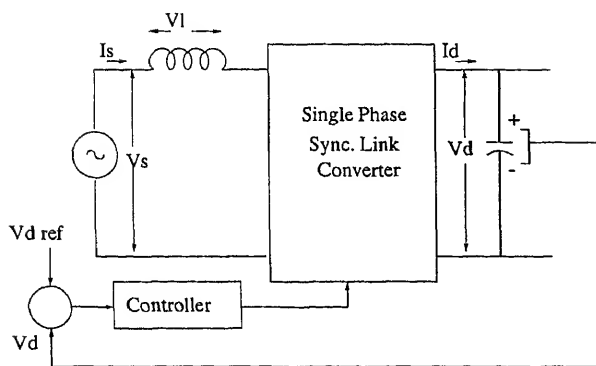 Vl
Is
Id
Single Phase
Sync. Link
Converter
Vs
Vd
+
-
Vd ref
Controller
Vd